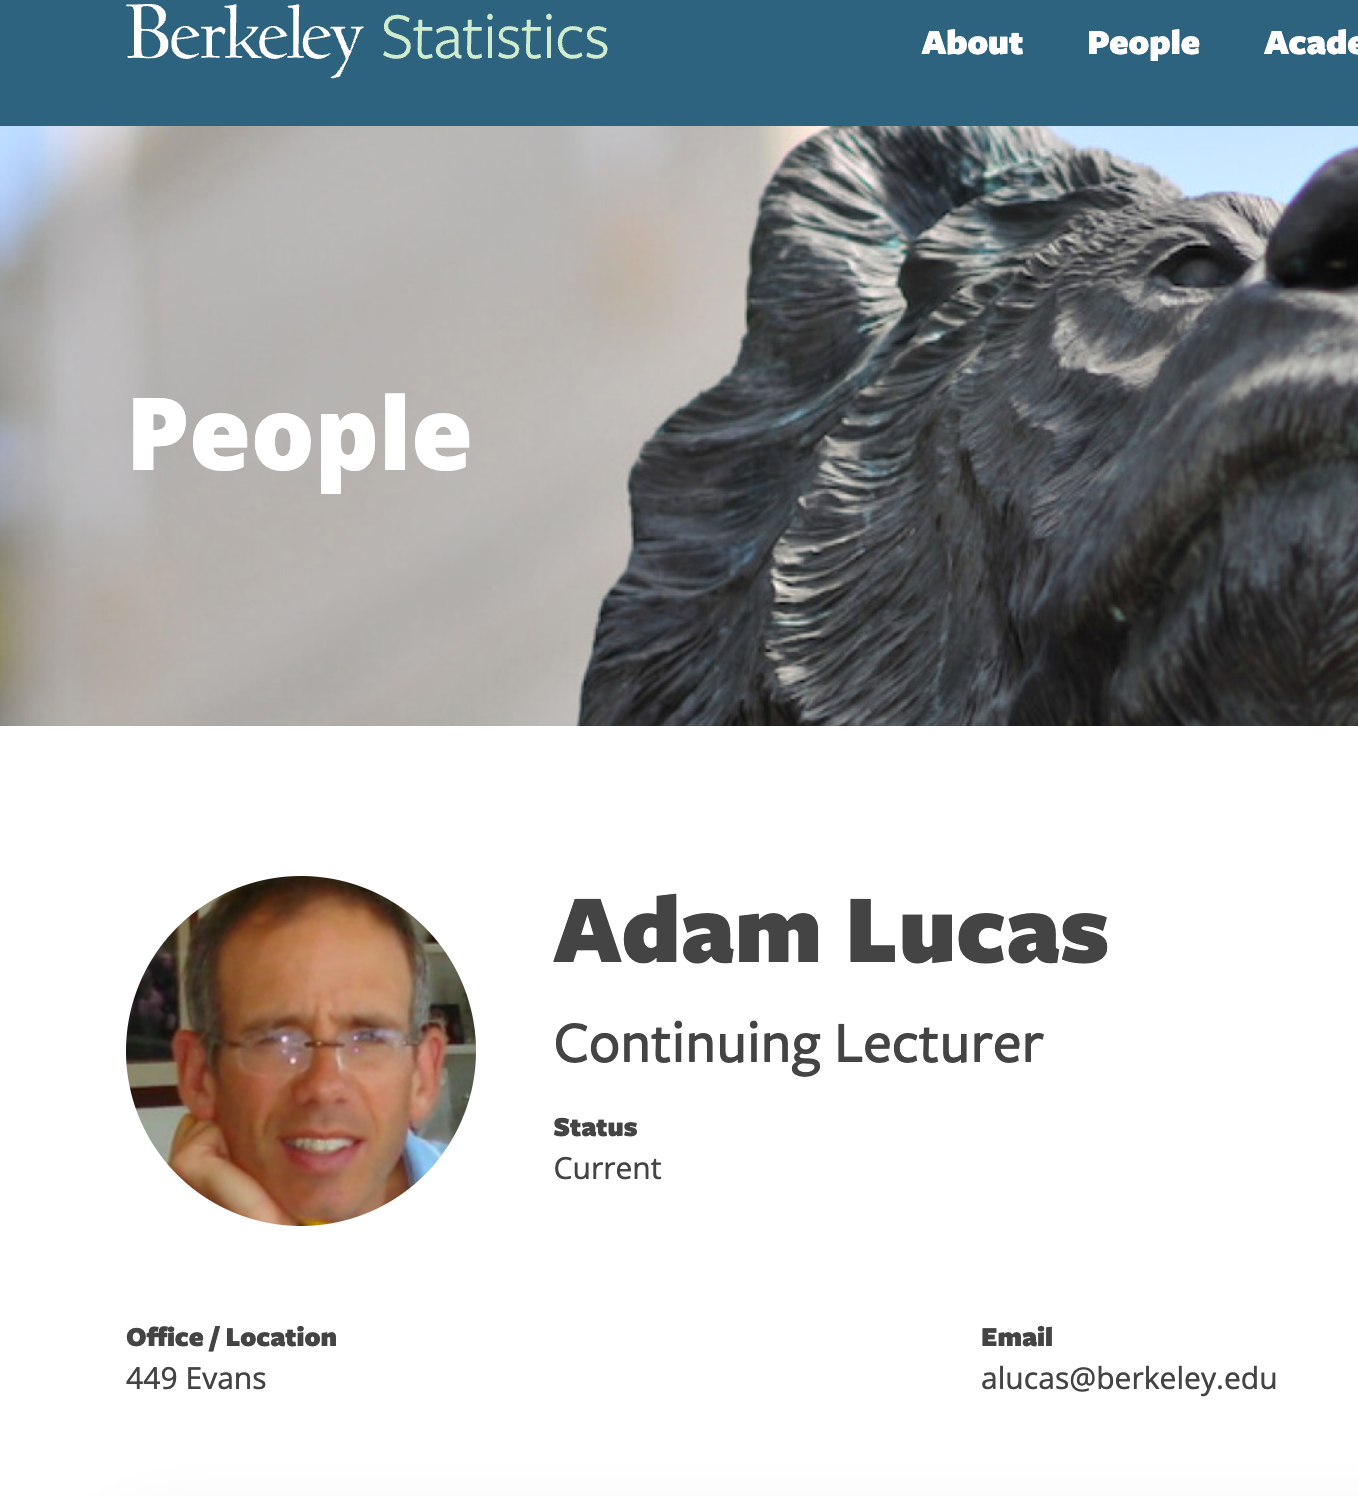 Berkeley Statistics
About People Acade
People
Adam Lucas
Continuing Lecturer
Status
Current
Office / Location
449 Evans
Email
alucas@berkeley.edu